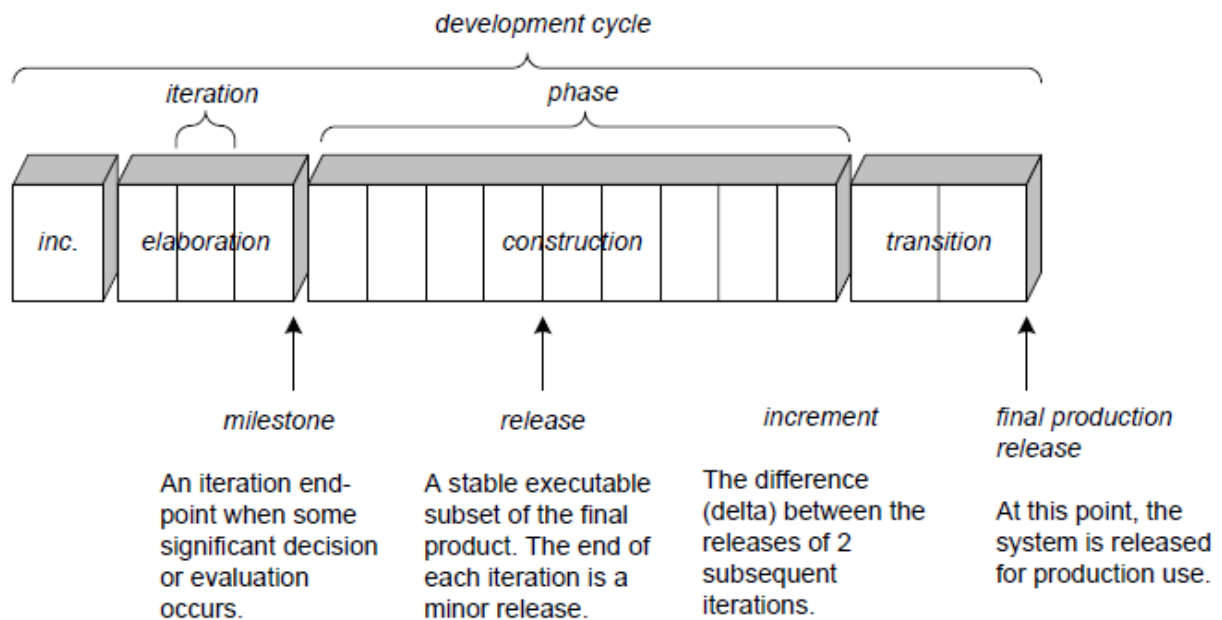 development cycle
iteration
phase
inc.
elaboration
construction
transition
milestone
An iteration end-
point when some
significant decision
or evaluation
occurs.
release
A stable executable
subset of the final
product. The end of
each iteration is a
minor release.
increment
The difference
(delta) between the
releases of 2
subsequent
iterations.
final production
release
At this point, the
system is released
for production use.